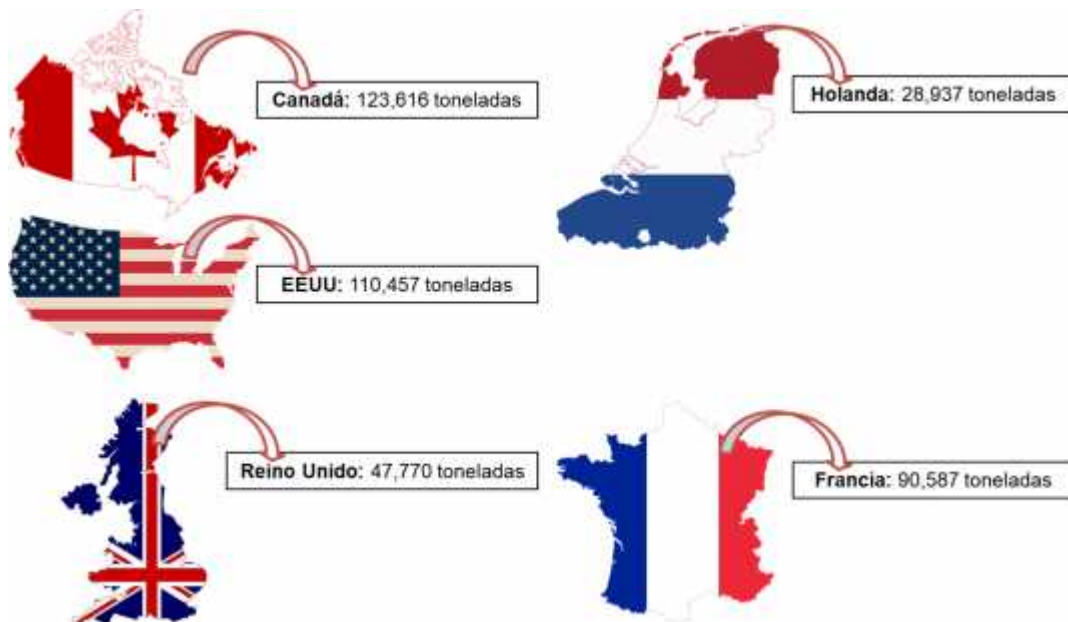 Canadá: 123,616 toneladas
Holanda: 28,937 toneladas
EEUU: 110,457 toneladas
Reino Unido: 47,770 toneladas
Francia: 90,587 toneladas